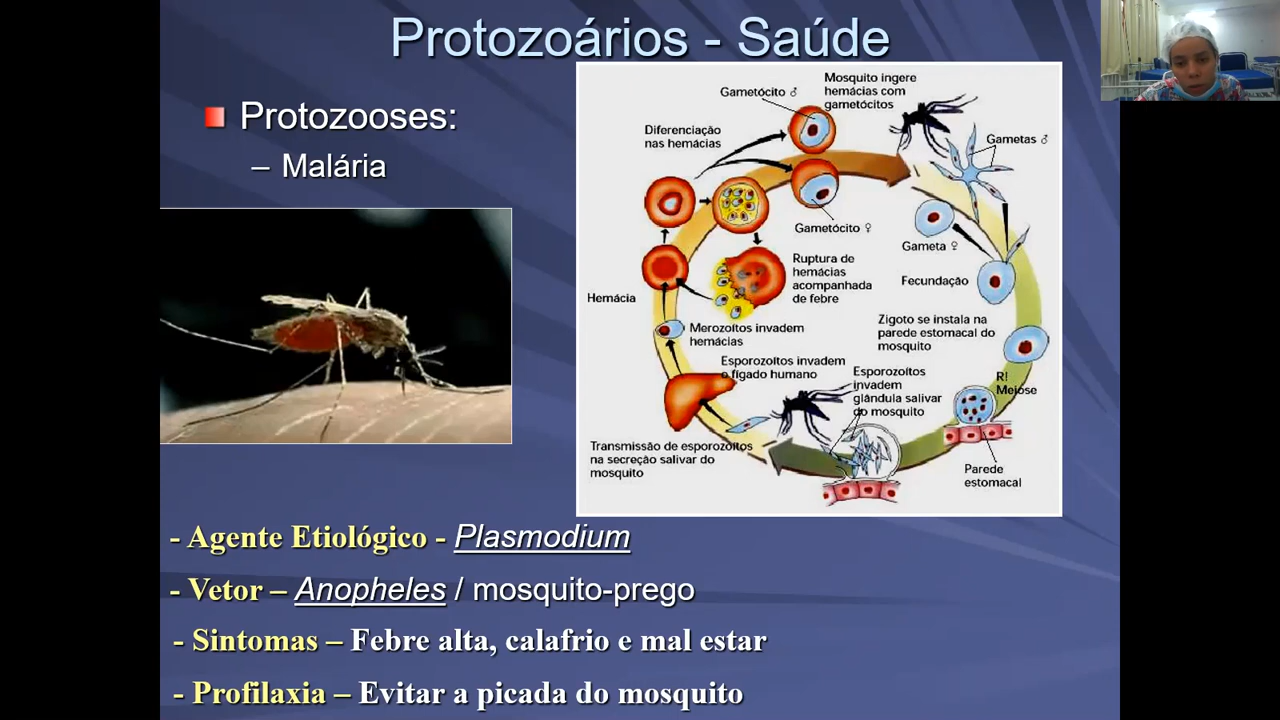 Protozoários - Saúde
Protozooses:
– Malária
Gametócito ♂
Mosquito ingere
hemácias com
gametócitos
Diferenciação
nas hemácias
Gametas ♂
Gametócito ♀
Gameta ♀
Ruptura de
hemácias
acompanhada
de febre
Fecundação
Hemácia
Merozoítos invadem
hemácias
Zigoto se instala na
parede estomacal do
mosquito
Esporozoítos invadem
o fígado humano
Esporozoítos
invadem
glândula salivar
do mosquito
R!
Meiose
Transmissão de esporozoítos
na secreção salivar do
mosquito
Parede
estomacal
- Agente Etiológico - Plasmodium
- Vetor – Anopheles / mosquito-prego
- Sintomas – Febre alta, calafrio e mal estar
- Profilaxia – Evitar a picada do mosquito